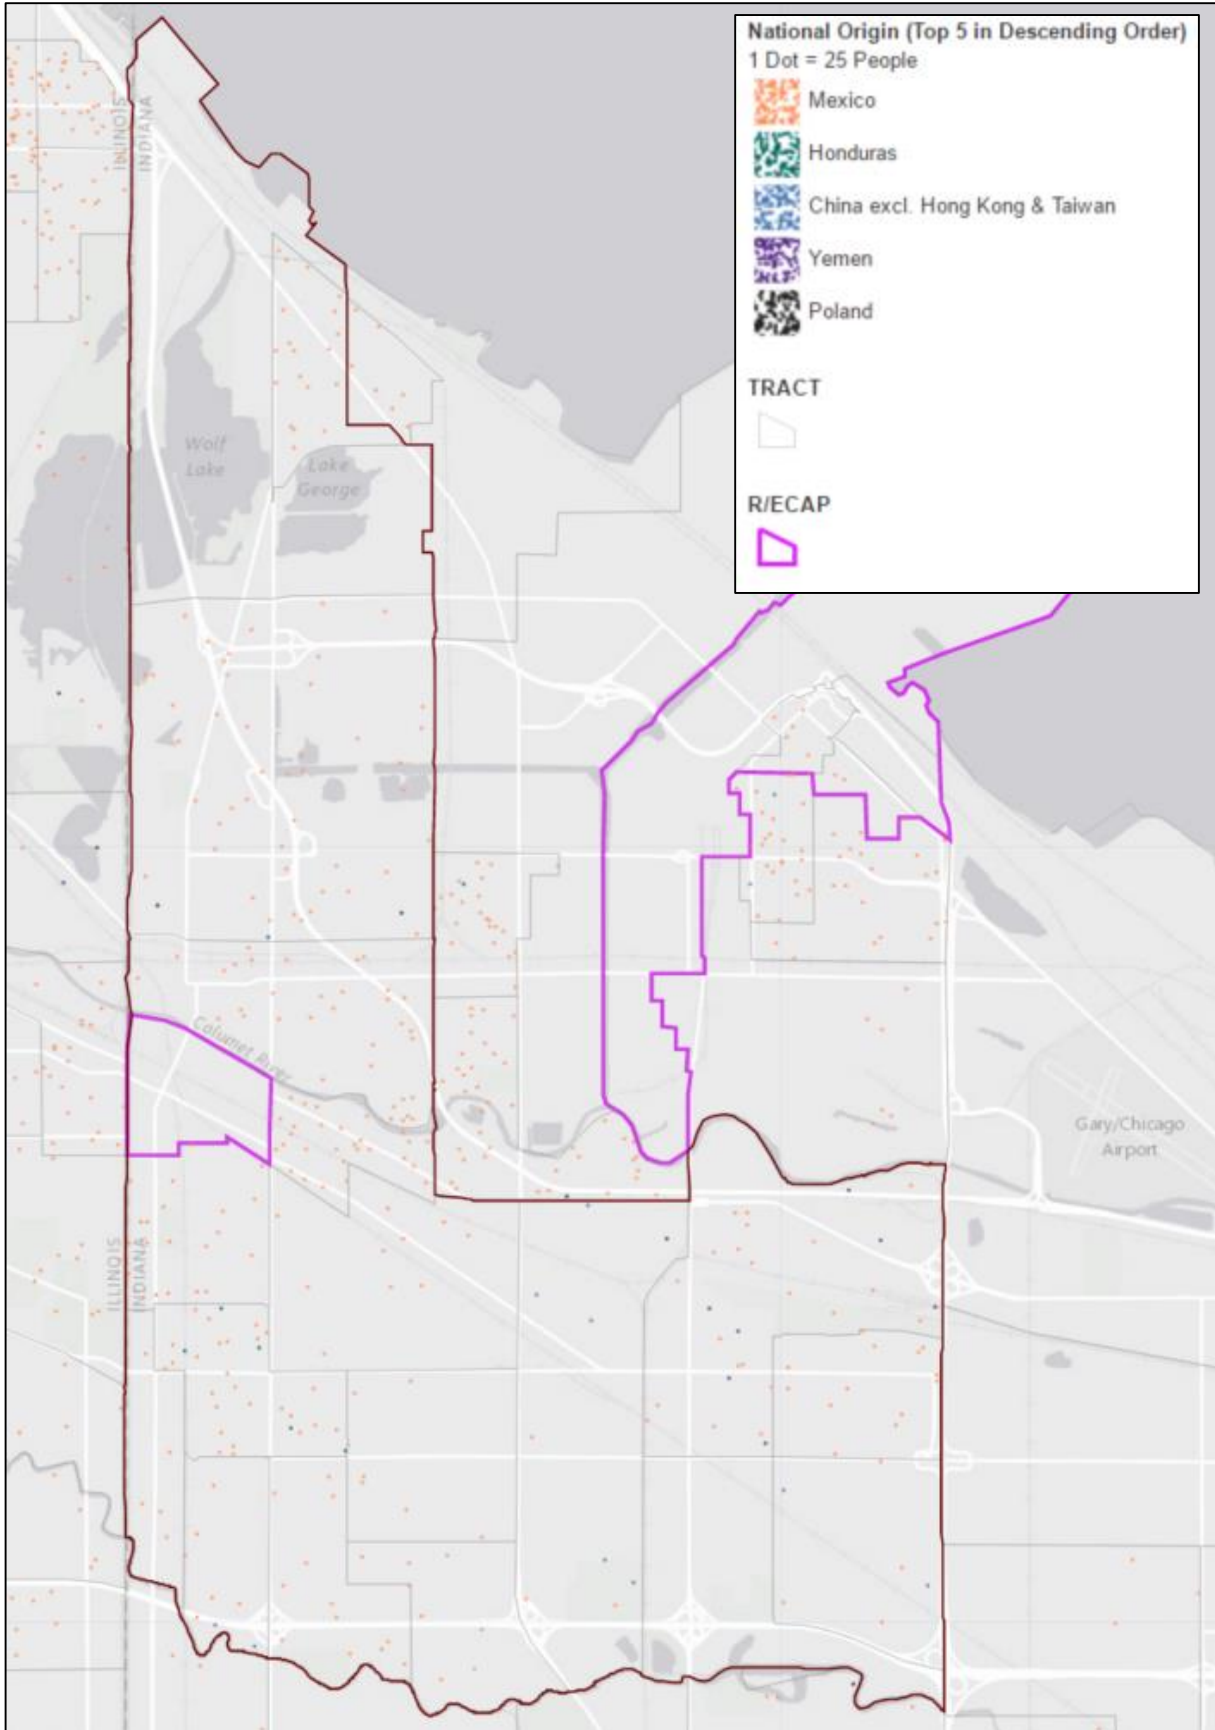 National Origin (Top 5 in Descending Order)
1 Dot = 25 People
Mexico
Honduras
China excl. Hong Kong & Taiwan
Yemen
Poland
TRACT
R/ECAP
ILLINOIS
INDIANA
Wolf
Lake
Lake
George
Calumet River
Gary/Chicago
Airport
ILLINOIS
INDIANA